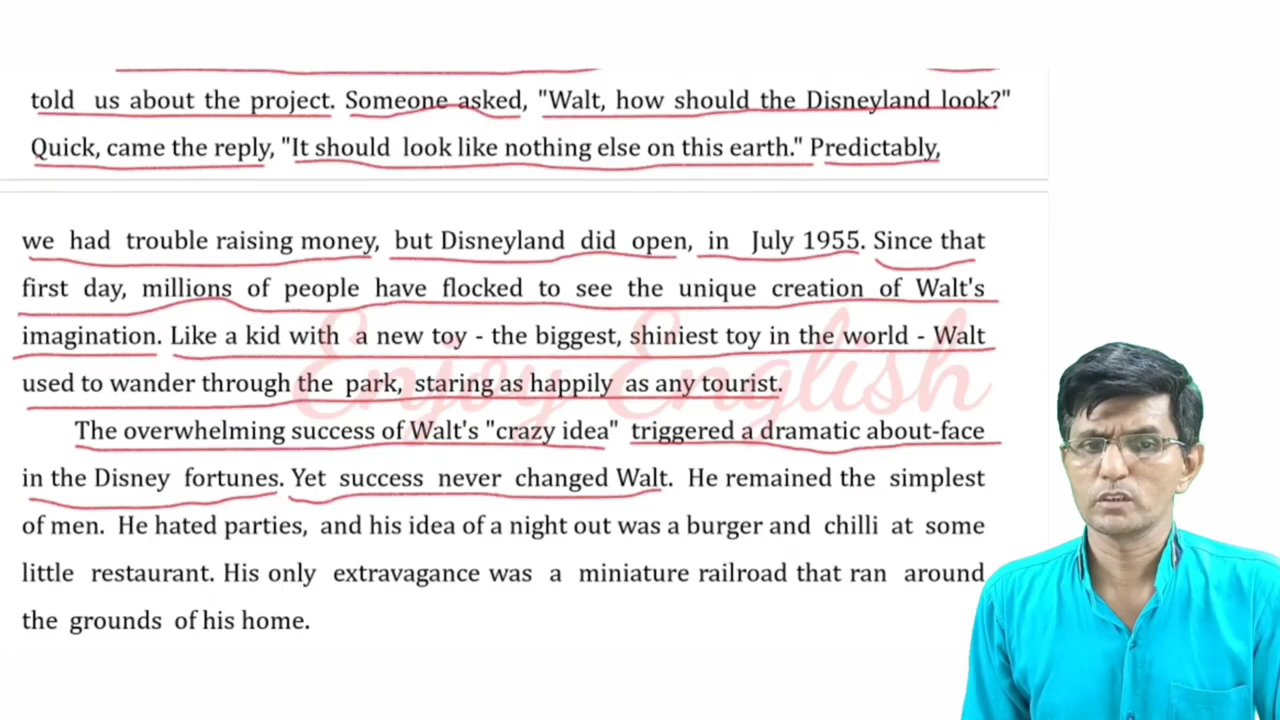 told us about the project. Someone asked, "Walt, how should the Disneyland look?"
Quick, came the reply, "It should look like nothing else on this earth." Predictably,
we had trouble raising money, but Disneyland did open, in July 1955. Since that
first day, millions of people have flocked to see the unique creation of Walt's
imagination. Like a kid with a new toy - the biggest, shiniest toy in the world - Walt
used to wander through the park, staring as happily as any tourist.
Enjoy English
The overwhelming success of Walt's "crazy idea" triggered a dramatic about-face
in the Disney fortunes. Yet success never changed Walt. He remained the simplest
of men. He hated parties, and his idea of a night out was a burger and chilli at some
little restaurant. His only extravagance was a miniature railroad that ran around
the grounds of his home.